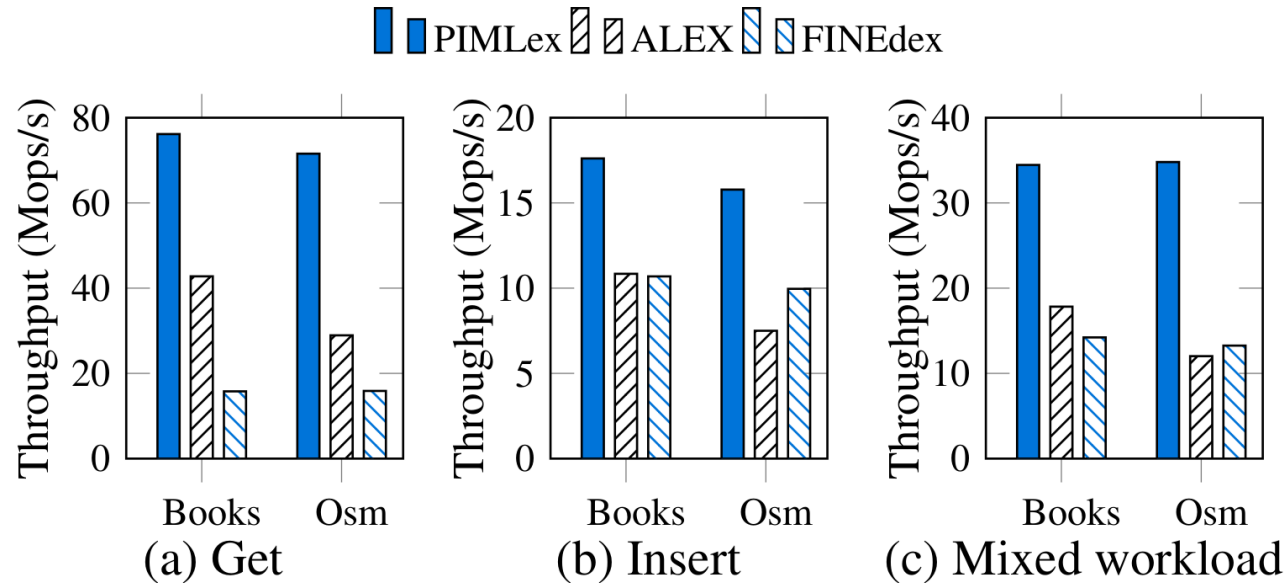 PIMLex ALEX FINEdex
Throughput (Mops/s)
80
60
40
20
0
Books Osm
(a) Get
Throughput (Mops/s)
20
15
10
5
0
Books Osm
(b) Insert
Throughput (Mops/s)
40
30
20
10
0
Books Osm
(c) Mixed workload